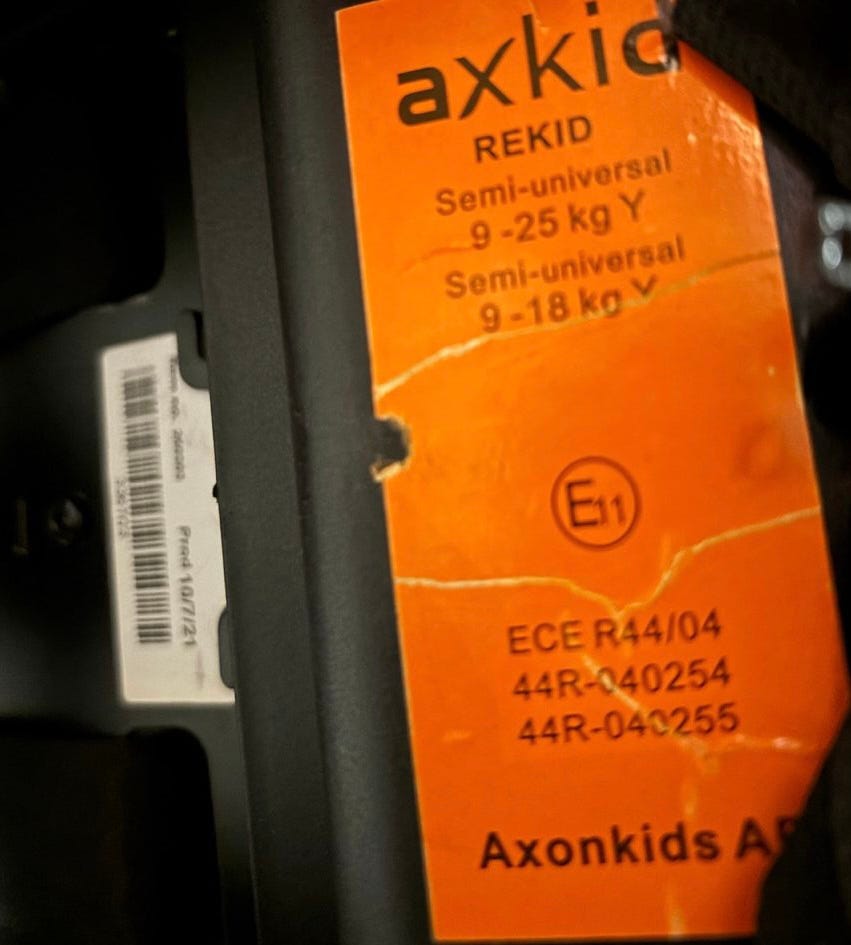 axkid
REKID
Semi-universal
9-25 kg Y
Semi-universal
9-18 kg Y
E11
ECE R44/04
44R-040254
44R-040255
Axonkids A
Prod 10/7/21